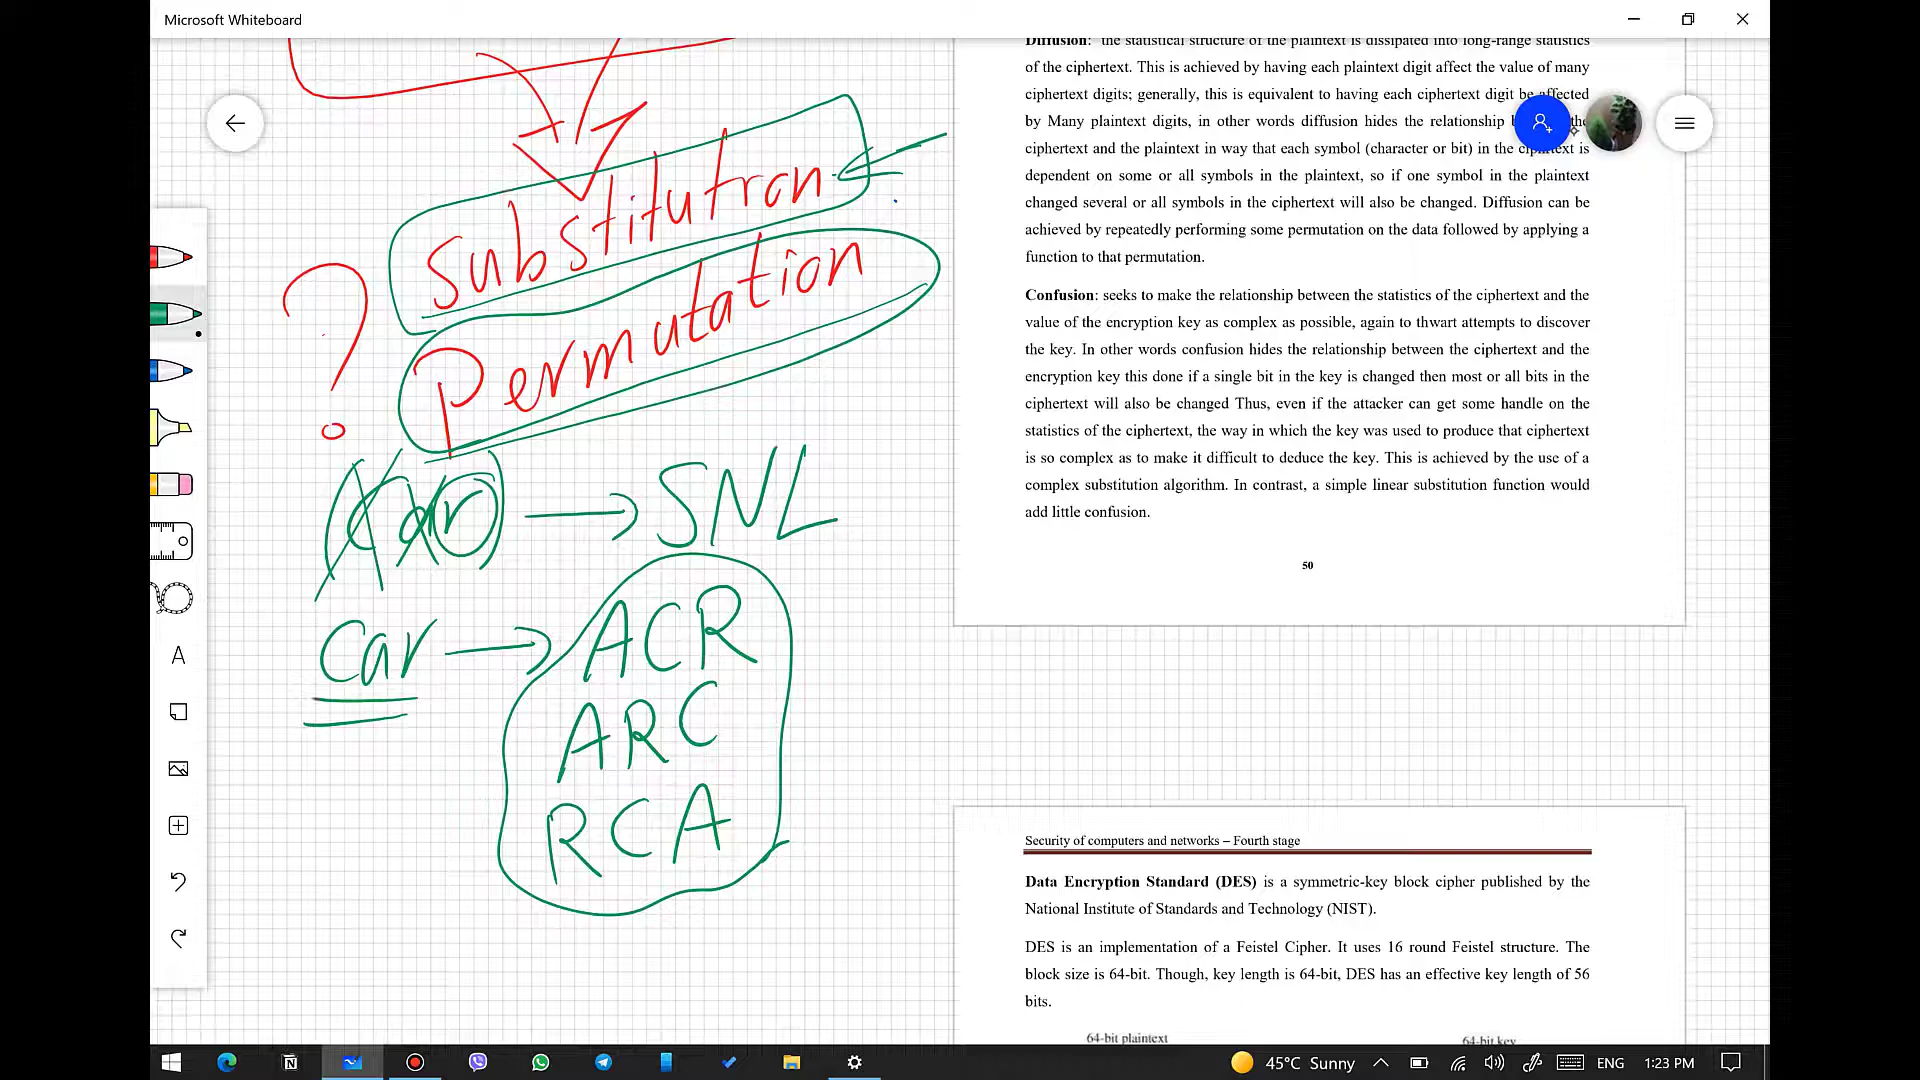 Microsoft Whiteboard
Substitution
Permutation
?
Car → SNL
Car → ACR
ARC
RCA
A
Diffusion: the statistical structure of the plaintext is dissipated into long-range statistics
of the ciphertext. This is achieved by having each plaintext digit affect the value of many
ciphertext digits; generally, this is equivalent to having each ciphertext digit be affected
by Many plaintext digits, in other words diffusion hides the relationship the
ciphertext and the plaintext in way that each symbol (character or bit) in the ciphertext is
dependent on some or all symbols in the plaintext, so if one symbol in the plaintext
changed several or all symbols in the ciphertext will also be changed. Diffusion can be
achieved by repeatedly performing some permutation on the data followed by applying a
function to that permutation.
Confusion: seeks to make the relationship between the statistics of the ciphertext and the
value of the encryption key as complex as possible, again to thwart attempts to discover
the key. In other words confusion hides the relationship between the ciphertext and the
encryption key this done if a single bit in the key is changed then most or all bits in the
ciphertext will also be changed Thus, even if the attacker can get some handle on the
statistics of the ciphertext, the way in which the key was used to produce that ciphertext
is so complex as to make it difficult to deduce the key. This is achieved by the use of a
complex substitution algorithm. In contrast, a simple linear substitution function would
add little confusion.
50
Security of computers and networks – Fourth stage
Data Encryption Standard (DES) is a symmetric-key block cipher published by the
National Institute of Standards and Technology (NIST).
DES is an implementation of a Feistel Cipher. It uses 16 round Feistel structure. The
block size is 64-bit. Though, key length is 64-bit, DES has an effective key length of 56
bits.
64-bit plaintext 64-bit key
45°C Sunny ENG 1:23 PM